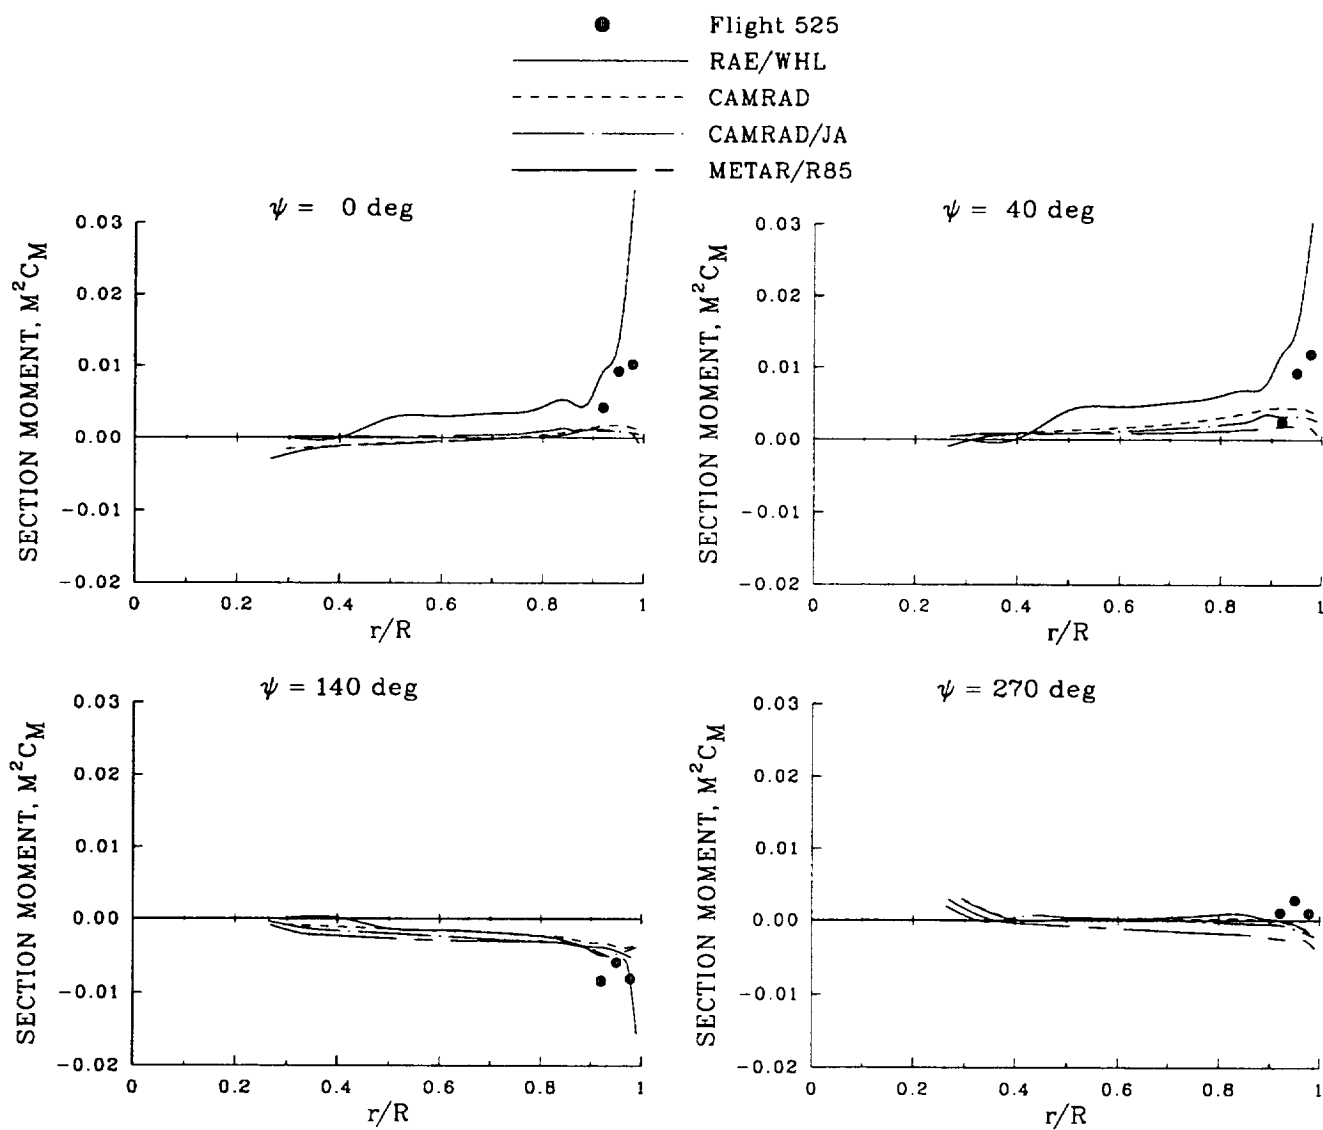 Flight 525
RAE/WHL
CAMRAD
CAMRAD/JA
METAR/R85
ψ = 0 deg
0.03
0.02
0.01
0.00
-0.01
-0.02
SECTION MOMENT, M²C_M
0 0.2 0.4 0.6 0.8 1
r/R
ψ = 40 deg
0.03
0.02
0.01
0.00
-0.01
-0.02
SECTION MOMENT, M²C_M
0 0.2 0.4 0.6 0.8 1
r/R
ψ = 140 deg
0.03
0.02
0.01
0.00
-0.01
-0.02
SECTION MOMENT, M²C_M
0 0.2 0.4 0.6 0.8 1
r/R
ψ = 270 deg
0.03
0.02
0.01
0.00
-0.01
-0.02
SECTION MOMENT, M²C_M
0 0.2 0.4 0.6 0.8 1
r/R